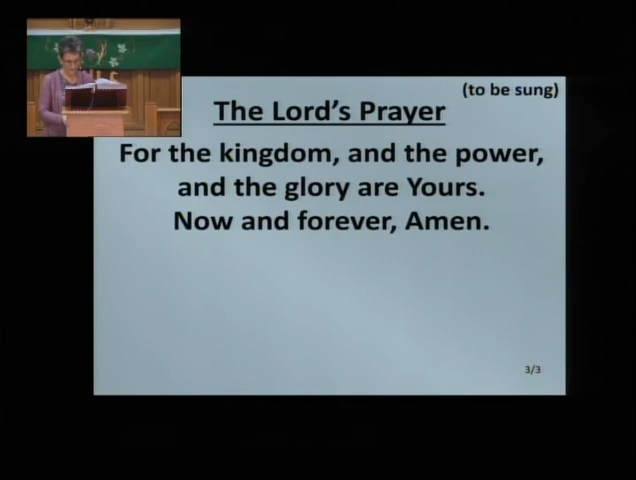 (to be sung)
The Lord's Prayer
For the kingdom, and the power,
and the glory are Yours.
Now and forever, Amen.
3/3